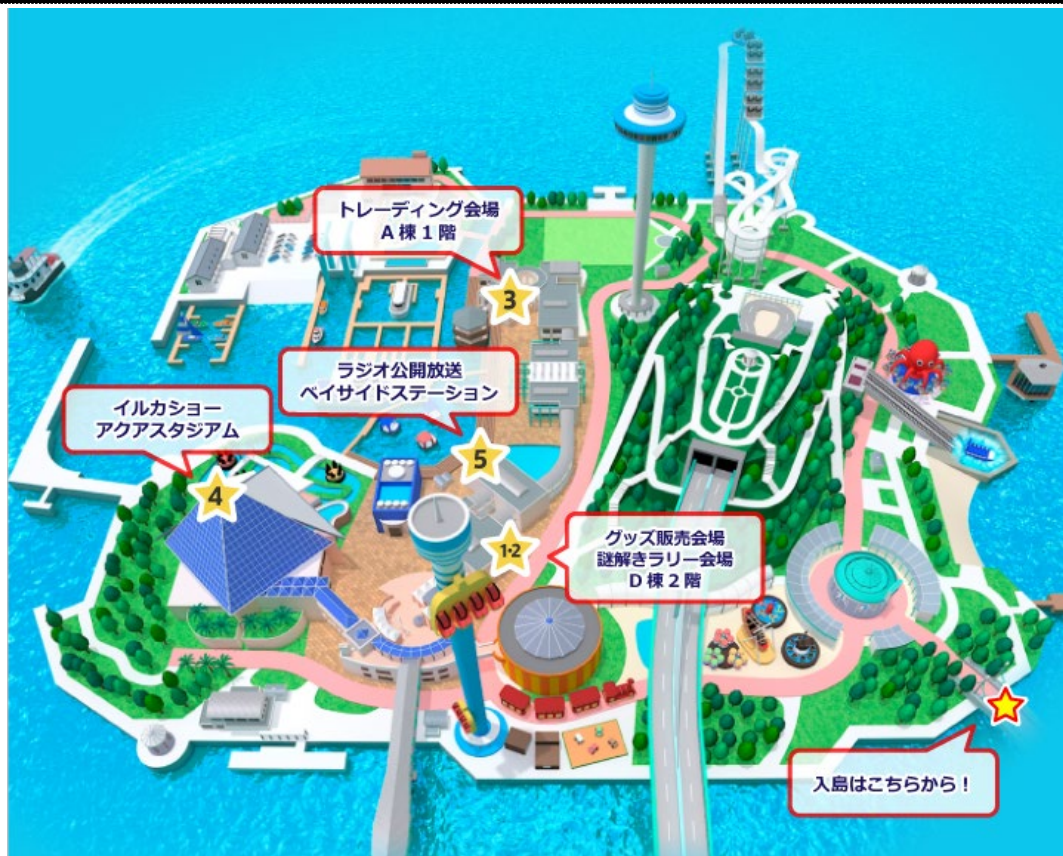 トレーディング会場
A 棟 1 階
3
ラジオ公開放送
ベイサイドステーション
イルカショー
アクアスタジアム
5
4
1·2
グッズ販売会場
謎解きラリー会場
D 棟 2 階
入島はこちらから！